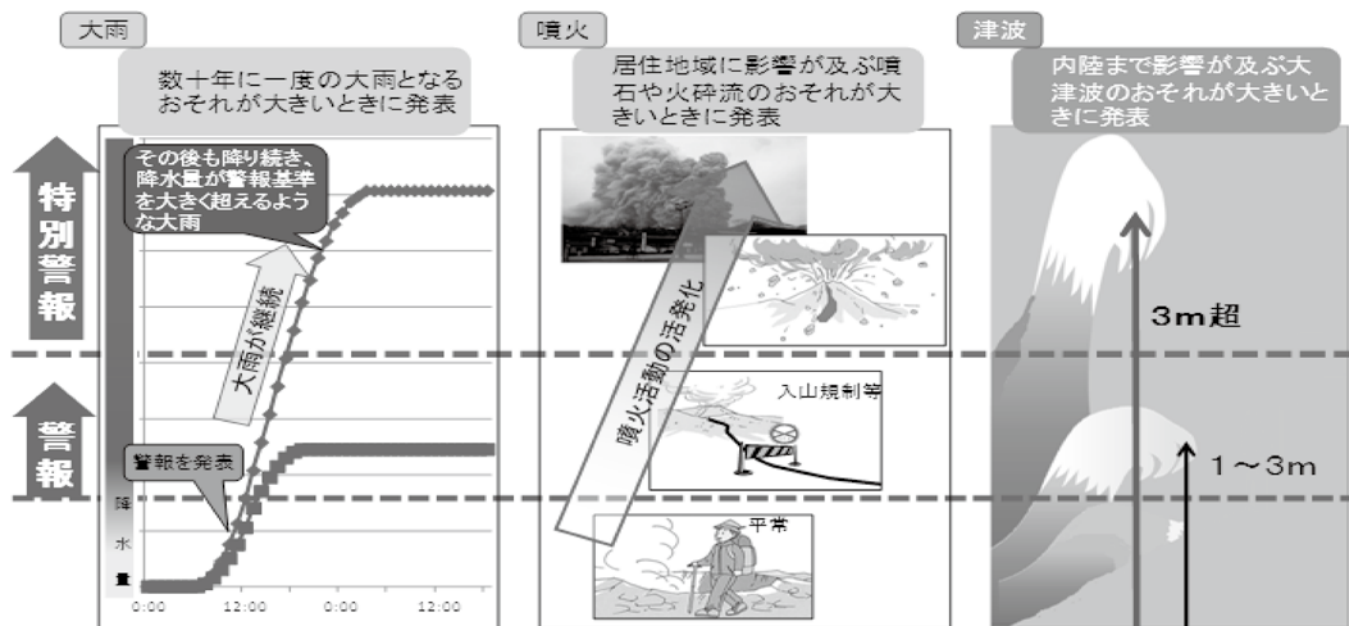 大雨
数十年に一度の大雨となる
おそれが大きいときに発表
噴火
居住地域に影響が及ぶ噴
石や火砕流のおそれが大
きいときに発表
津波
内陸まで影響が及ぶ大
津波のおそれが大きいと
きに発表
特別警報
警報
その後も降り続き、
降水量が警報基準
を大きく超えるよう
な大雨
大雨が継続
警報を発表
降水量
0:00
12:00
0:00
12:00
噴火活動の活発化
入山規制等
平常
3m超
1～3m